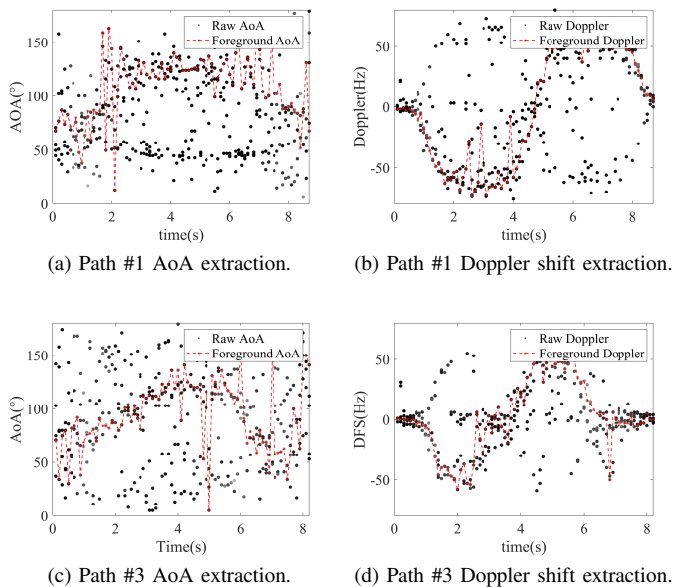 Raw AoA
Foreground AoA
150
100
50
0
AOA(°)
0 2 4 6 8
time(s)
(a) Path #1 AoA extraction.
Raw Doppler
Foreground Doppler
50
0
-50
Doppler(Hz)
0 2 4 6 8
time(s)
(b) Path #1 Doppler shift extraction.
Raw AoA
Foreground AoA
150
100
50
0
AoA(°)
0 2 4 6 8
Time(s)
(c) Path #3 AoA extraction.
Raw Doppler
Foreground Doppler
50
0
-50
DFS(Hz)
0 2 4 6 8
time(s)
(d) Path #3 Doppler shift extraction.